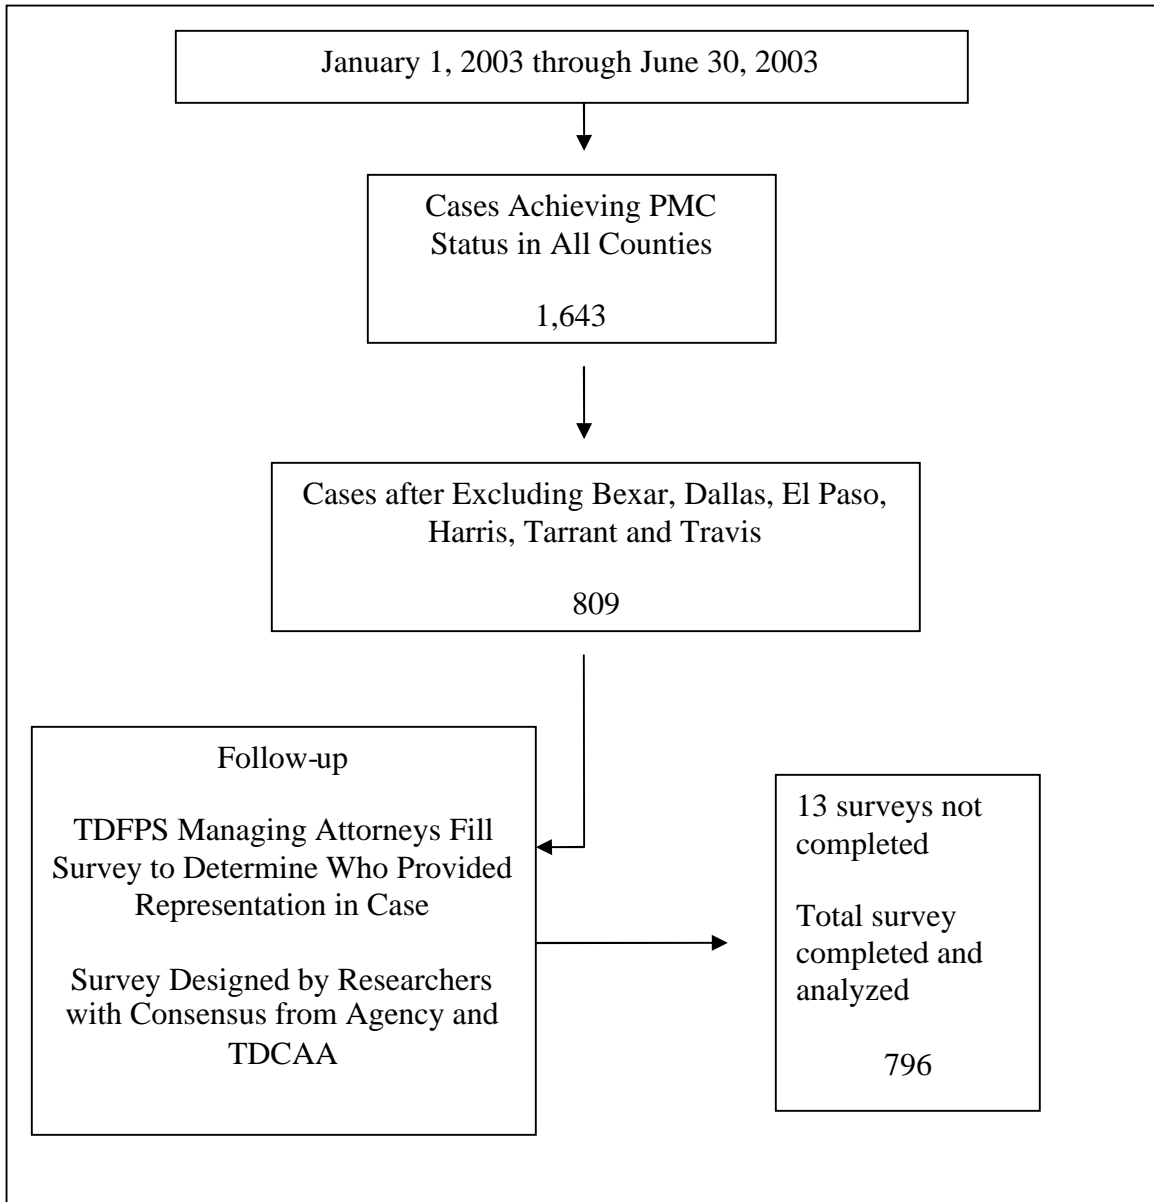 January 1, 2003 through June 30, 2003
Cases Achieving PMC
Status in All Counties
1,643
Cases after Excluding Bexar, Dallas, El Paso,
Harris, Tarrant and Travis
809
Follow-up
TDFPS Managing Attorneys Fill
Survey to Determine Who Provided
Representation in Case
Survey Designed by Researchers
with Consensus from Agency and
TDCAA
13 surveys not
completed
Total survey
completed and
analyzed
796